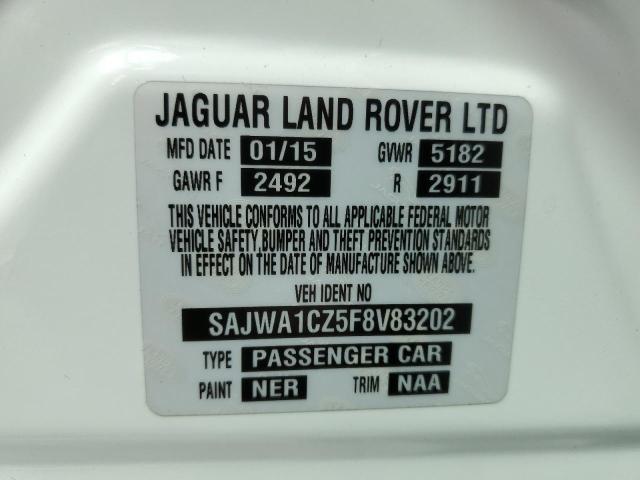 JAGUAR LAND ROVER LTD
MFD DATE 01/15 GVWR 5182
GAWR F 2492 R 2911
THIS VEHICLE CONFORMS TO ALL APPLICABLE FEDERAL MOTOR
VEHICLE SAFETY,BUMPER AND THEFT PREVENTION STANDARDS
IN EFFECT ON THE DATE OF MANUFACTURE SHOWN ABOVE.
VEH IDENT NO
SAJWA1CZ5F8V83202
TYPE PASSENGER CAR
PAINT NER TRIM NAA